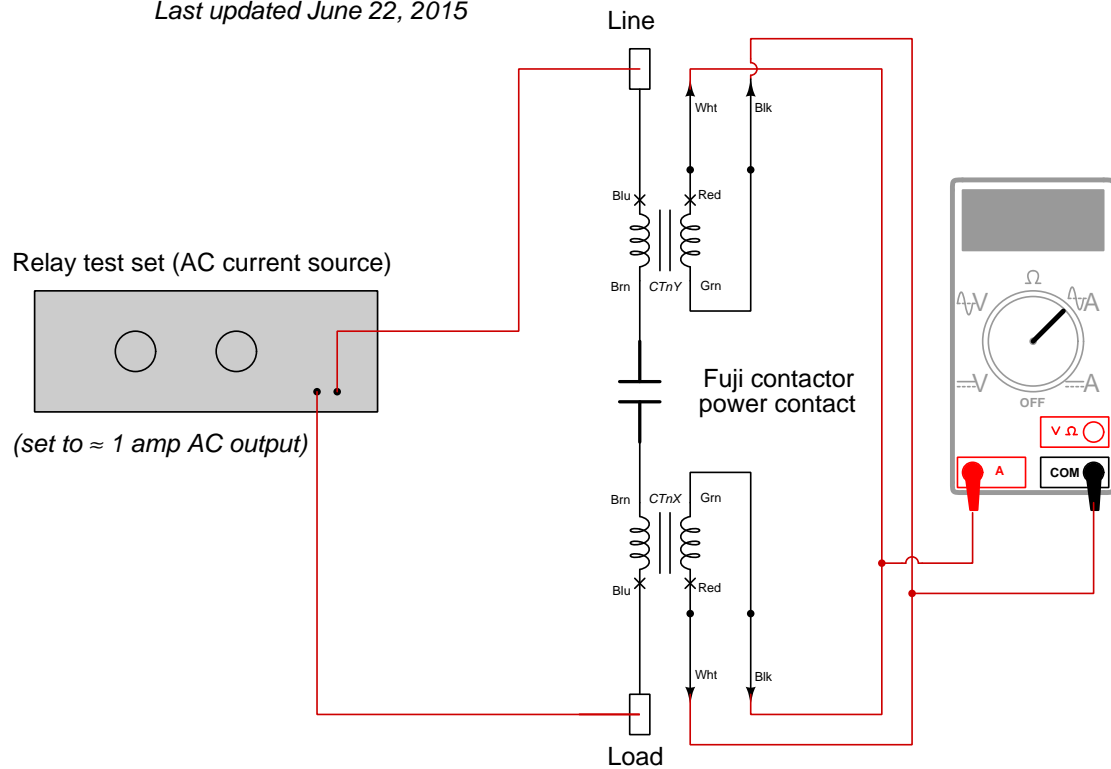 Last updated June 22, 2015
Line
Wht
Blk
Blu
Red
Relay test set (AC current source)
Brn
CTnY
Grn
Ω
V
A
V
A
OFF
Fuji contactor
power contact
(set to ≈ 1 amp AC output)
V Ω
A
COM
Brn
CTnX
Grn
Blu
Red
Wht
Blk
Load